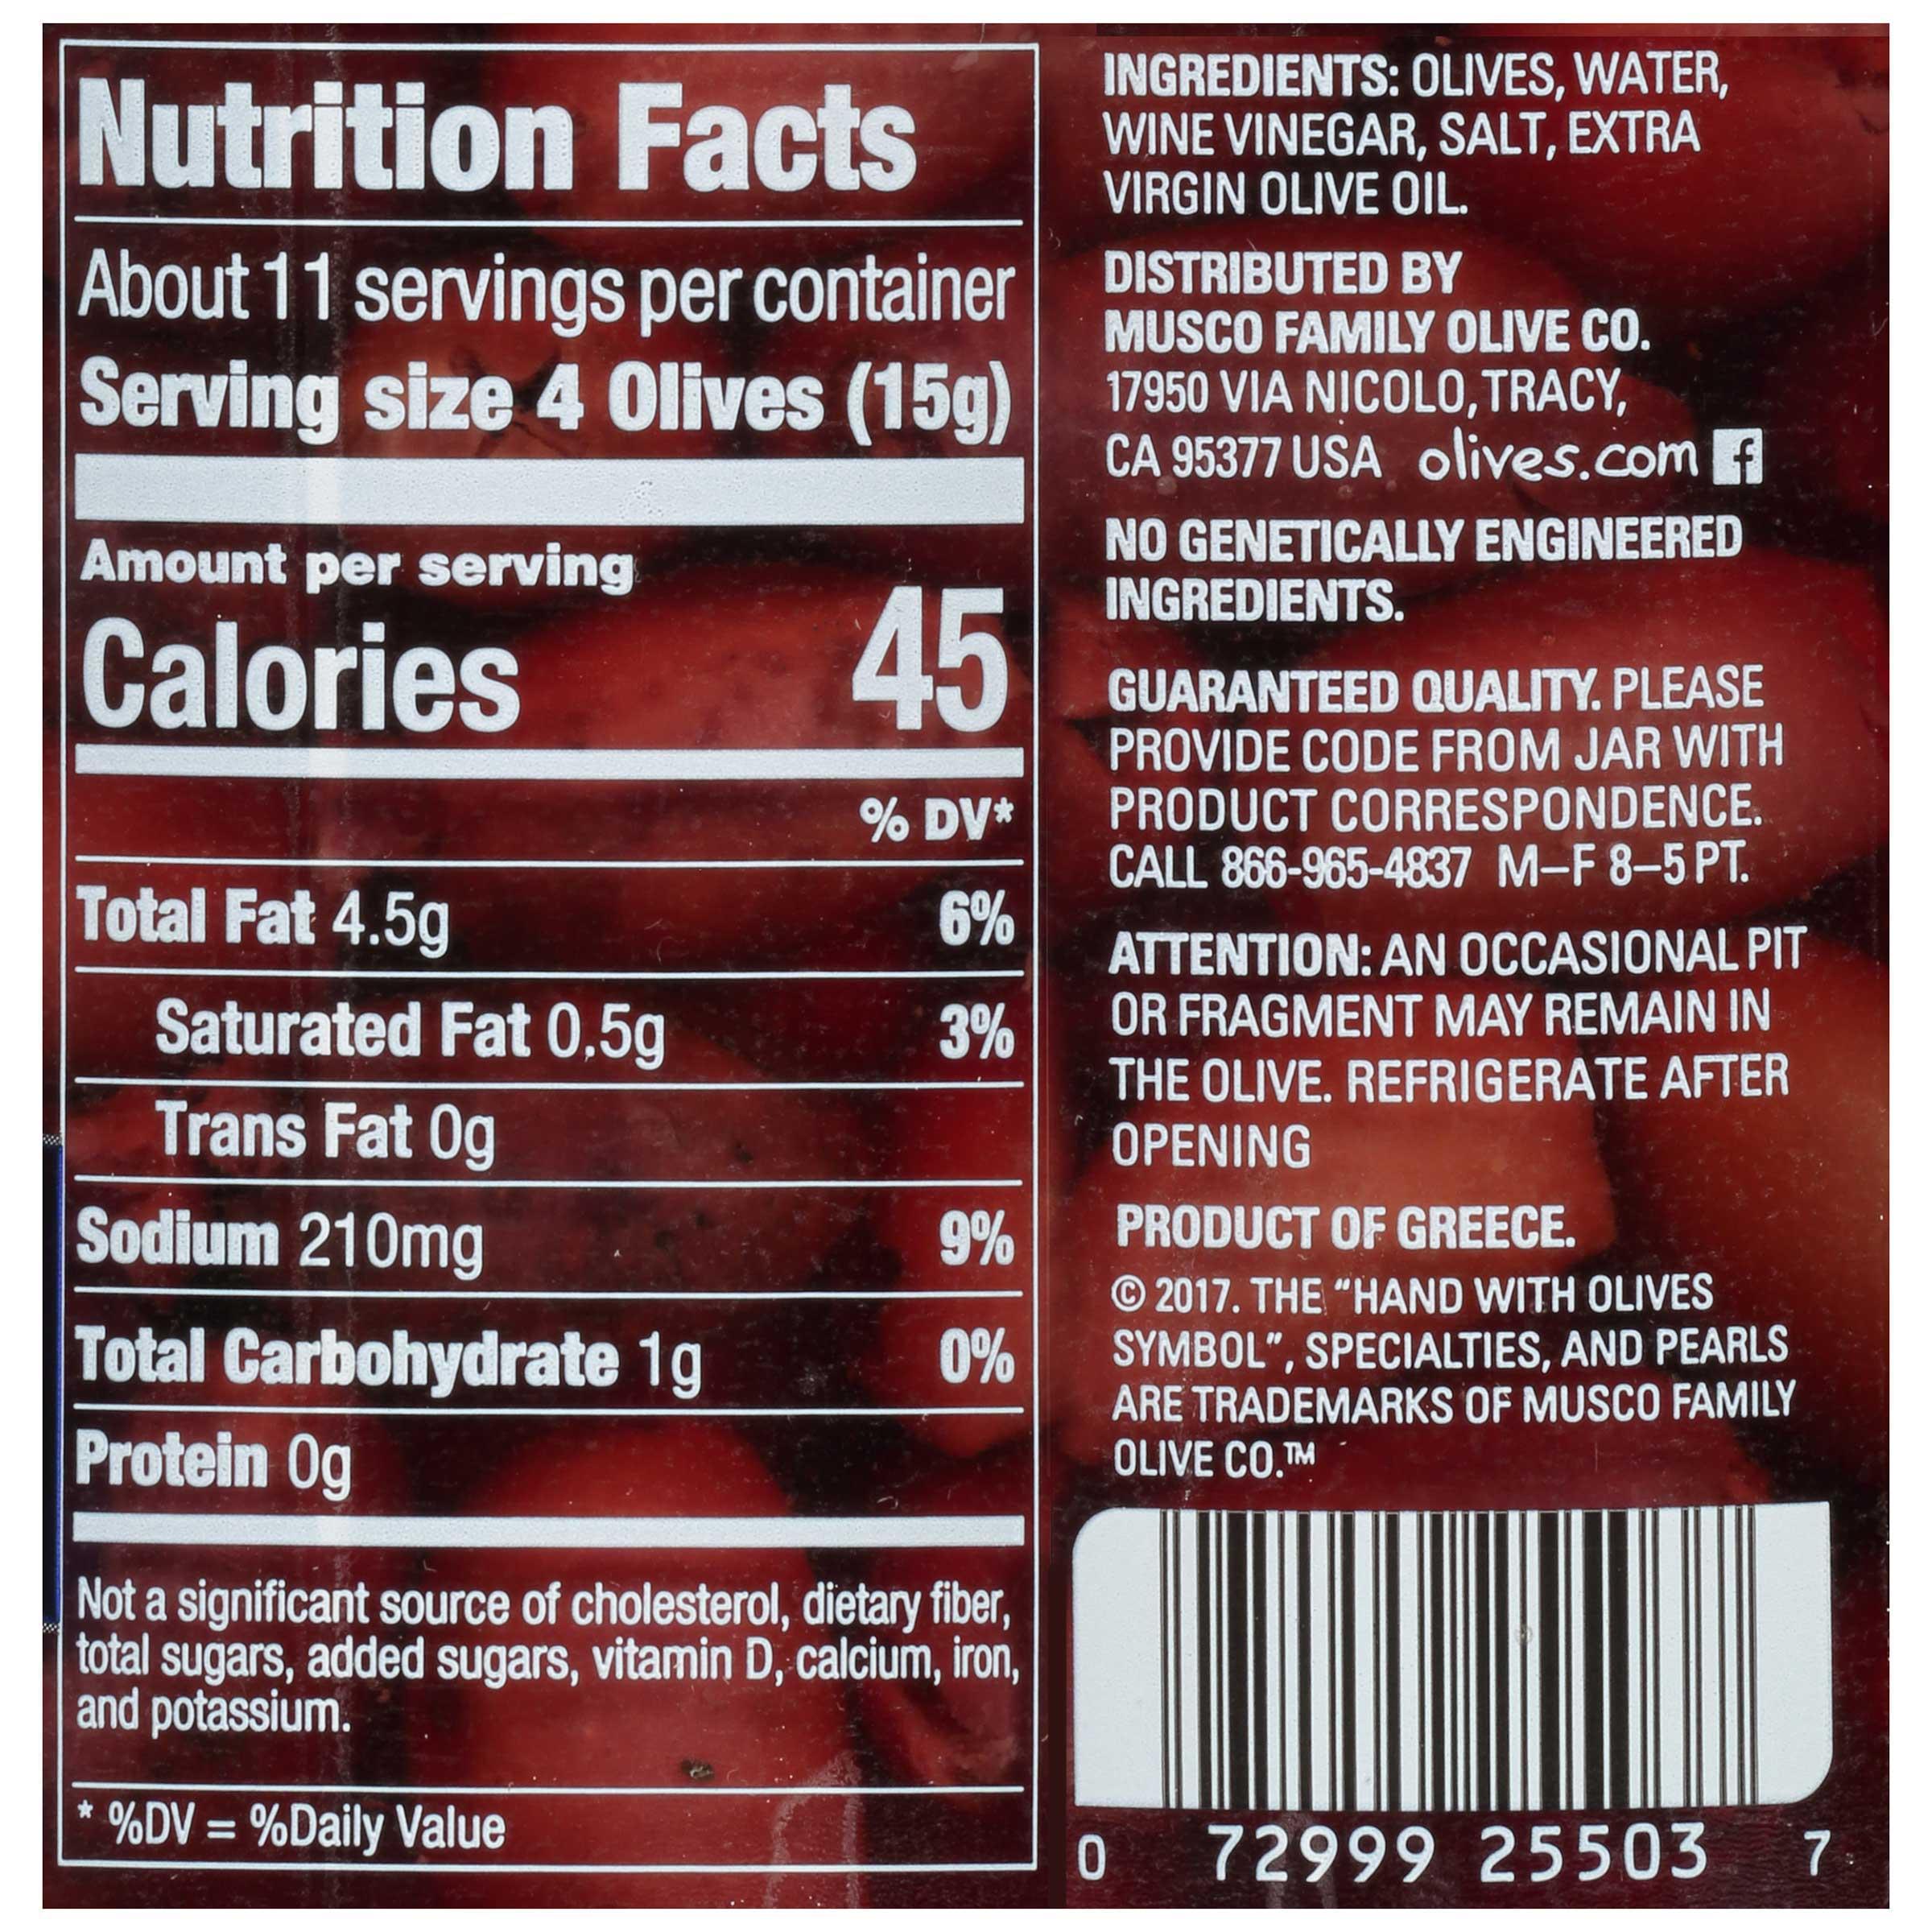 Nutrition Facts
About 11 servings per container
Serving size 4 Olives (15g)
Amount per serving
Calories 45
% DV*
Total Fat 4.5g 6%
Saturated Fat 0.5g 3%
Trans Fat 0g
Sodium 210mg 9%
Total Carbohydrate 1g 0%
Protein 0g
Not a significant source of cholesterol, dietary fiber,
total sugars, added sugars, vitamin D, calcium, iron,
and potassium.
* %DV = %Daily Value
INGREDIENTS: OLIVES, WATER,
WINE VINEGAR, SALT, EXTRA
VIRGIN OLIVE OIL.
DISTRIBUTED BY
MUSCO FAMILY OLIVE CO.
17950 VIA NICOLO, TRACY,
CA 95377 USA olives.com f
NO GENETICALLY ENGINEERED
INGREDIENTS.
GUARANTEED QUALITY. PLEASE
PROVIDE CODE FROM JAR WITH
PRODUCT CORRESPONDENCE.
CALL 866-965-4837 M–F 8–5 PT.
ATTENTION: AN OCCASIONAL PIT
OR FRAGMENT MAY REMAIN IN
THE OLIVE. REFRIGERATE AFTER
OPENING
PRODUCT OF GREECE.
© 2017. THE “HAND WITH OLIVES
SYMBOL”, SPECIALTIES, AND PEARLS
ARE TRADEMARKS OF MUSCO FAMILY
OLIVE CO.™
0 72999 25503 7